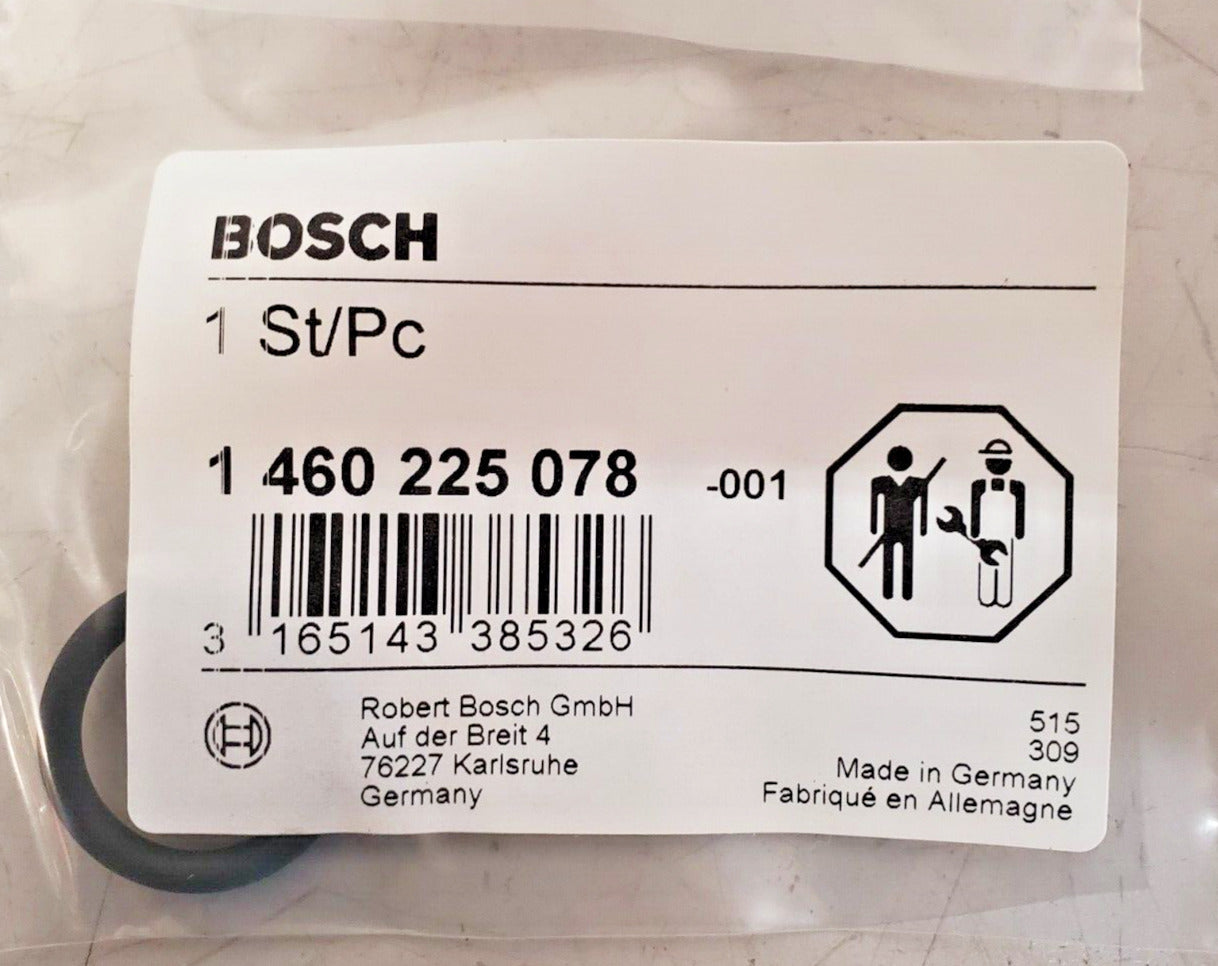 BOSCH
1 St/Pc
1 460 225 078 -001
3 165143 385326
Robert Bosch GmbH
Auf der Breit 4
76227 Karlsruhe
Germany
515
309
Made in Germany
Fabriqué en Allemagne